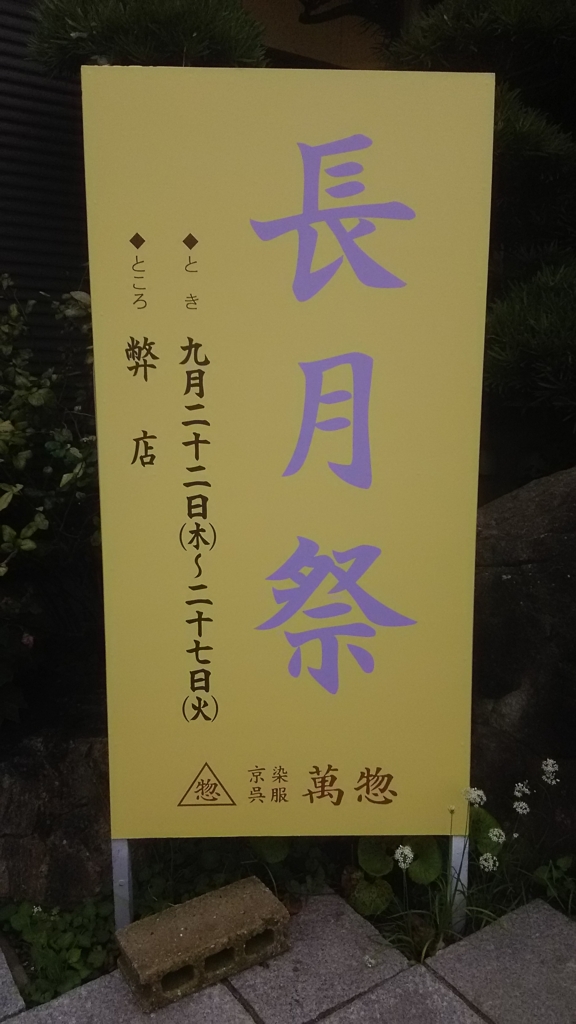 長月祭
◆とき 九月二十二日(木)〜二十七日(火)
◆ところ 弊店
惣
京染
呉服
萬惣